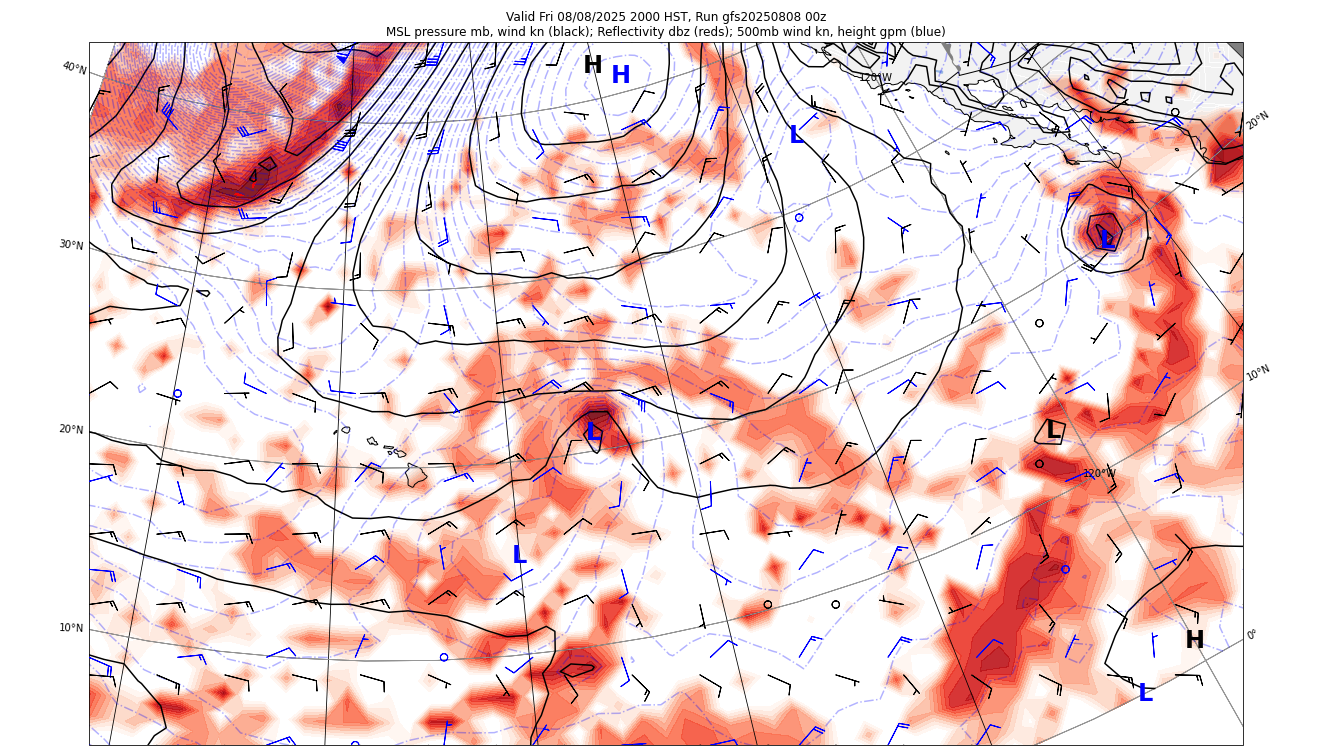 Valid Fri 08/08/2025 2000 HST, Run gfs20250808 00z
MSL pressure mb, wind kn (black); Reflectivity dbz (reds); 500mb wind kn, height gpm (blue)
40°N
H
H
120°W
20°N
L
30°N
L
10°N
20°N
L
L
120°W
L
10°N
0°
H
L